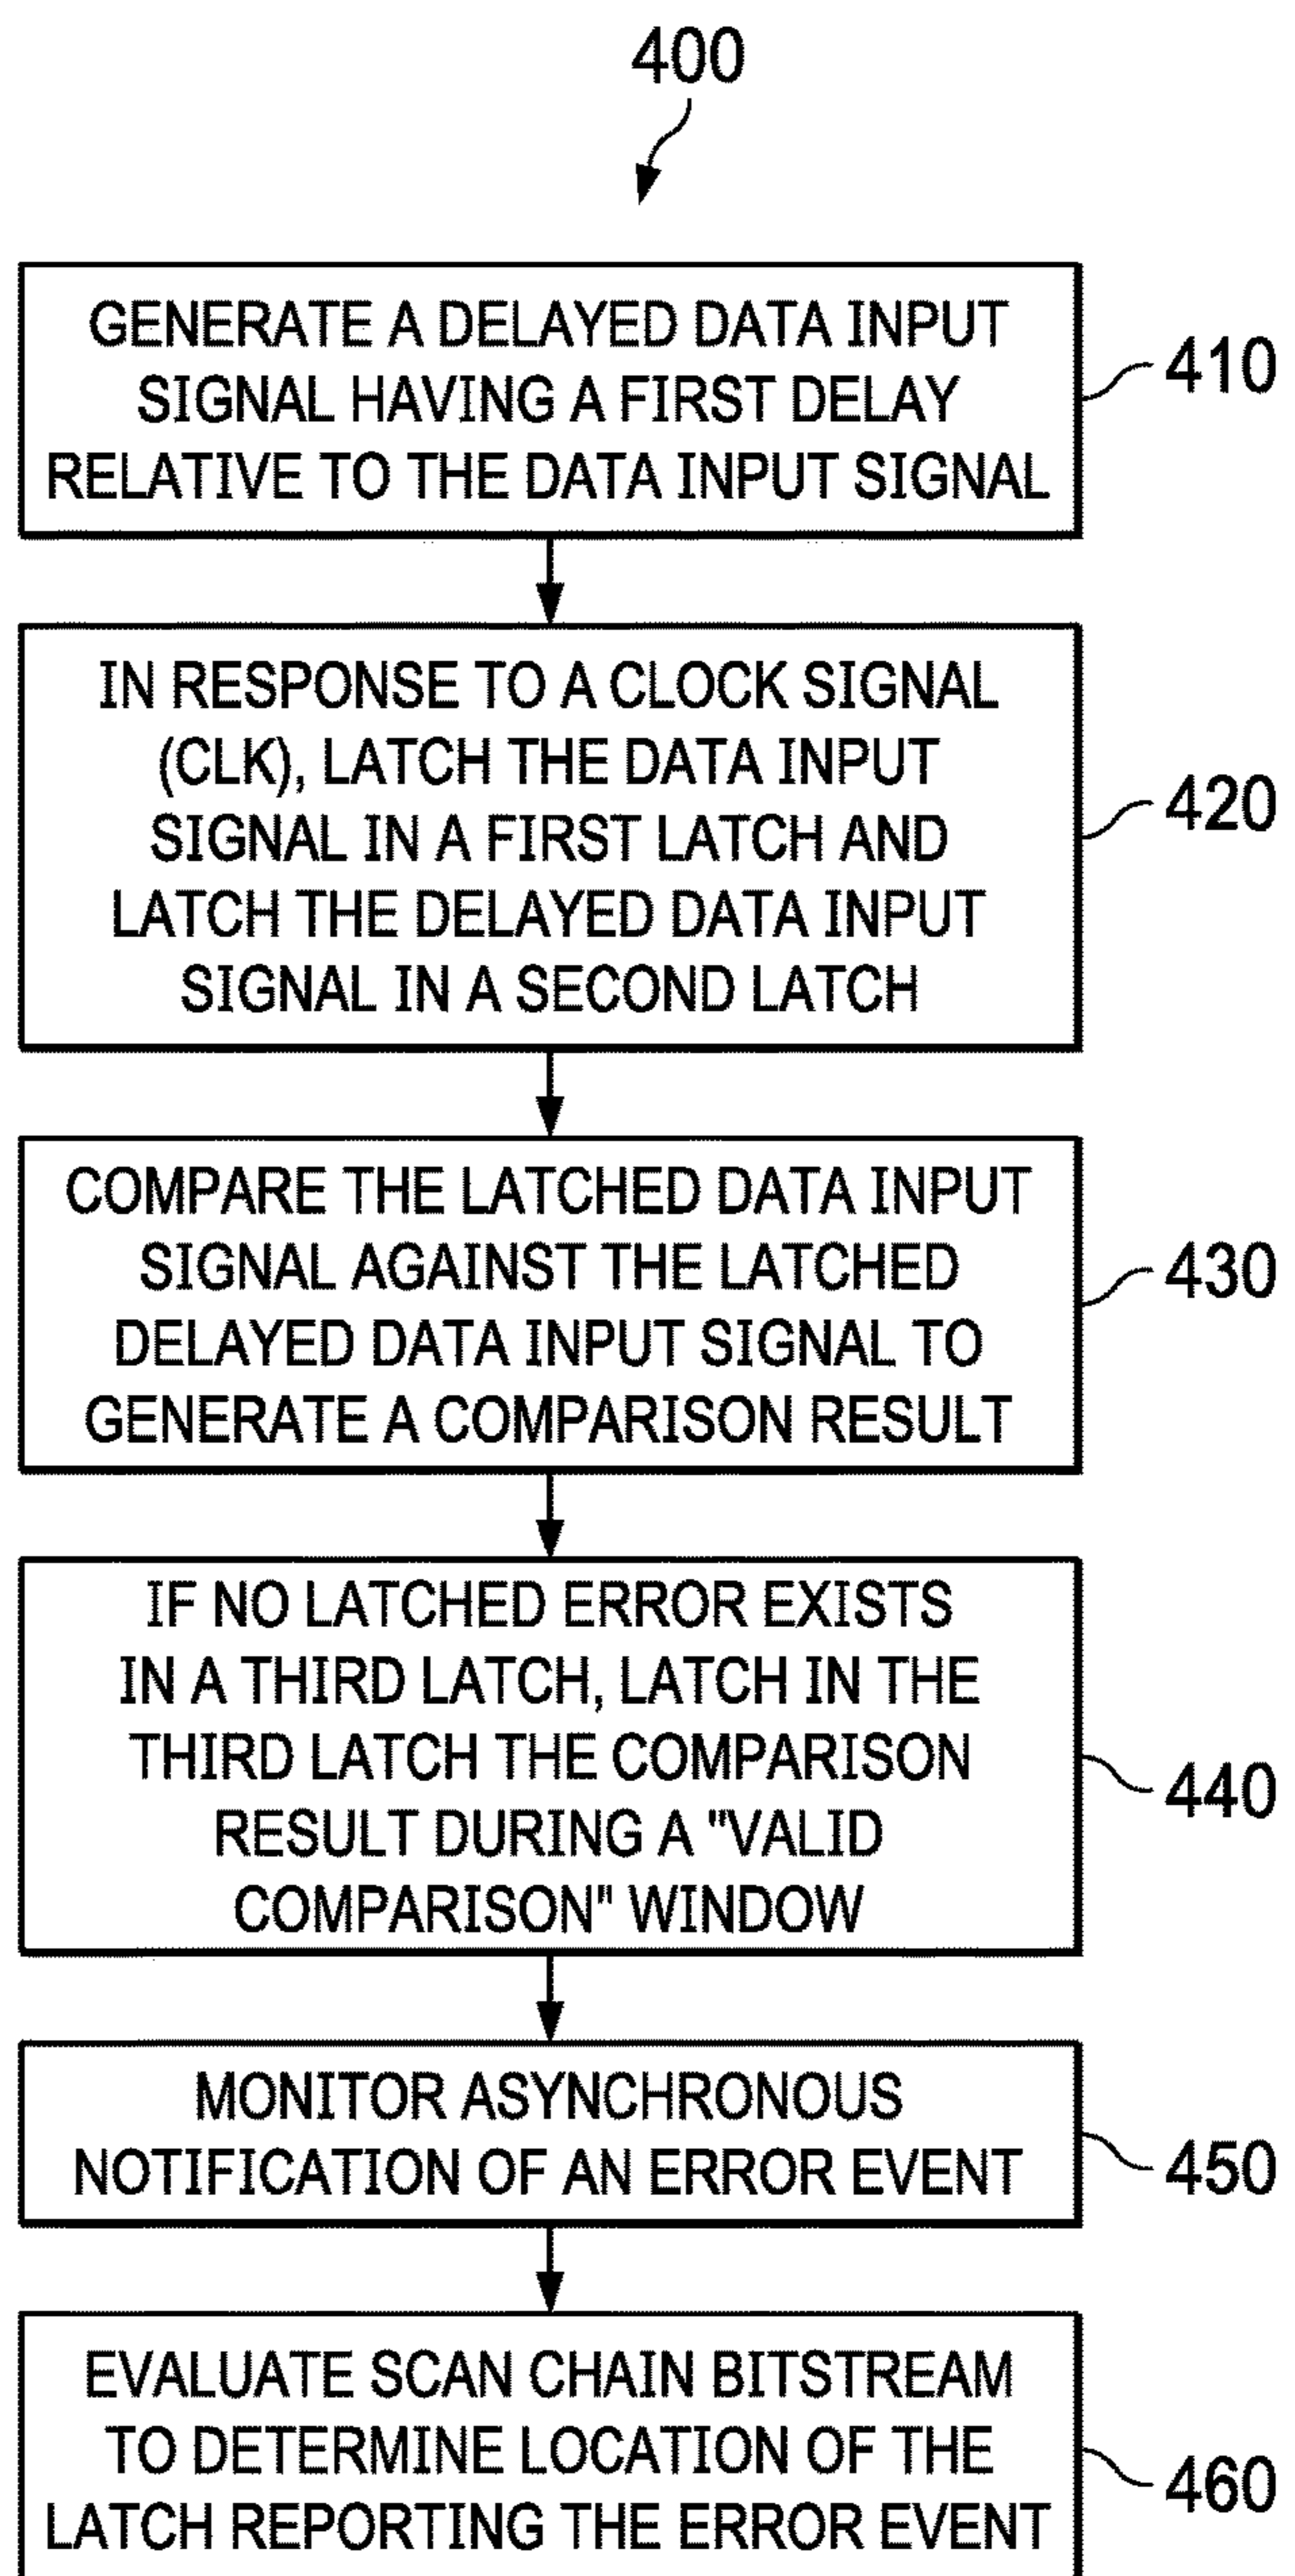 400
GENERATE A DELAYED DATA INPUT
SIGNAL HAVING A FIRST DELAY
RELATIVE TO THE DATA INPUT SIGNAL
410
IN RESPONSE TO A CLOCK SIGNAL
(CLK), LATCH THE DATA INPUT
SIGNAL IN A FIRST LATCH AND
LATCH THE DELAYED DATA INPUT
SIGNAL IN A SECOND LATCH
420
COMPARE THE LATCHED DATA INPUT
SIGNAL AGAINST THE LATCHED
DELAYED DATA INPUT SIGNAL TO
GENERATE A COMPARISON RESULT
430
IF NO LATCHED ERROR EXISTS
IN A THIRD LATCH, LATCH IN THE
THIRD LATCH THE COMPARISON
RESULT DURING A "VALID
COMPARISON" WINDOW
440
MONITOR ASYNCHRONOUS
NOTIFICATION OF AN ERROR EVENT
450
EVALUATE SCAN CHAIN BITSTREAM
TO DETERMINE LOCATION OF THE
LATCH REPORTING THE ERROR EVENT
460